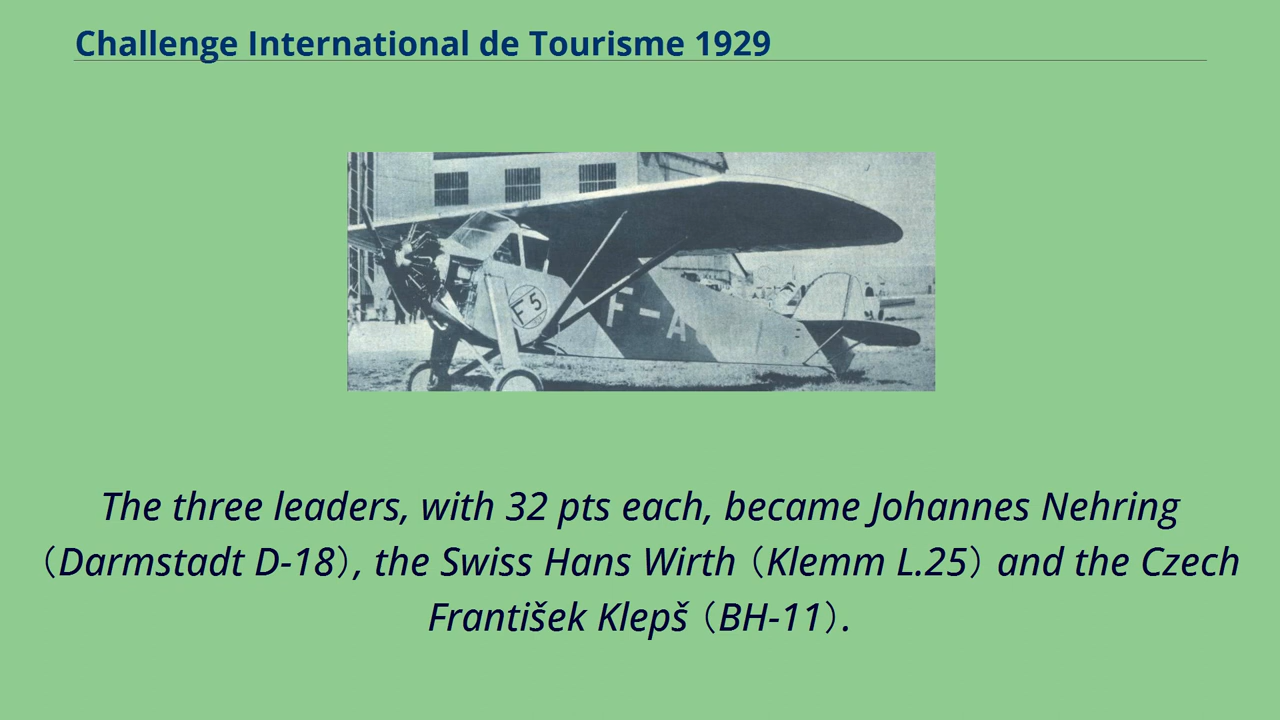 Challenge International de Tourisme 1929
F 5
F-A
The three leaders, with 32 pts each, became Johannes Nehring
（Darmstadt D-18）, the Swiss Hans Wirth （Klemm L.25） and the Czech
František Klepš （BH-11）.